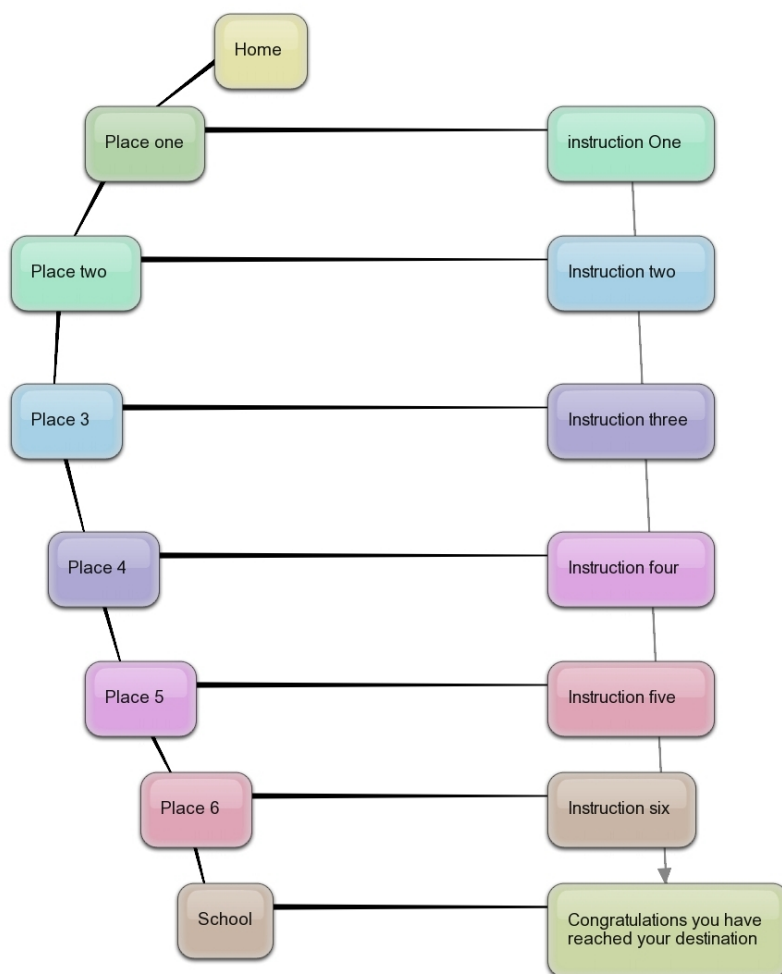 Home
Place one
instruction One
Place two
Instruction two
Place 3
Instruction three
Place 4
Instruction four
Place 5
Instruction five
Place 6
Instruction six
School
Congratulations you have
reached your destination